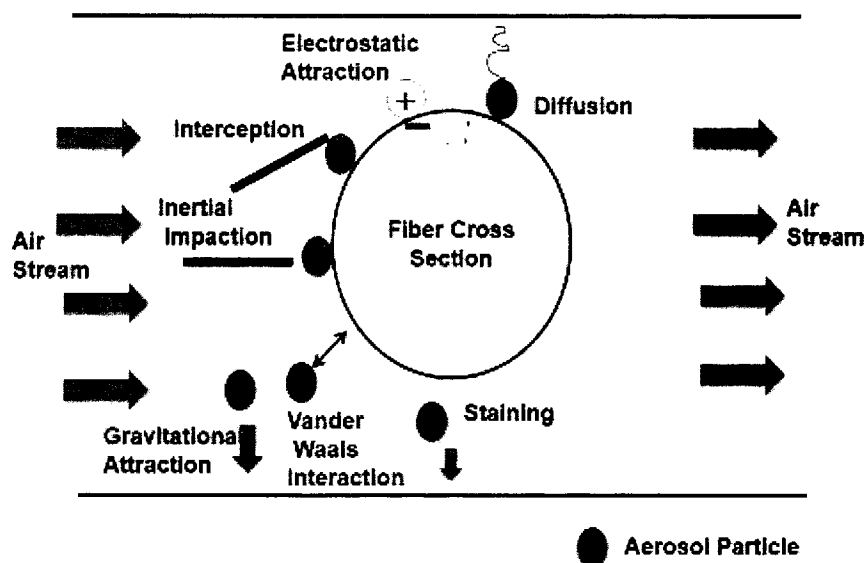 Electrostatic
Attraction
Diffusion
Interception
Inertial
Impaction
Air
Stream
Fiber Cross
Section
Air
Stream
Staining
Gravitational
Attraction
Vander
Waals
Interaction
Aerosol Particle